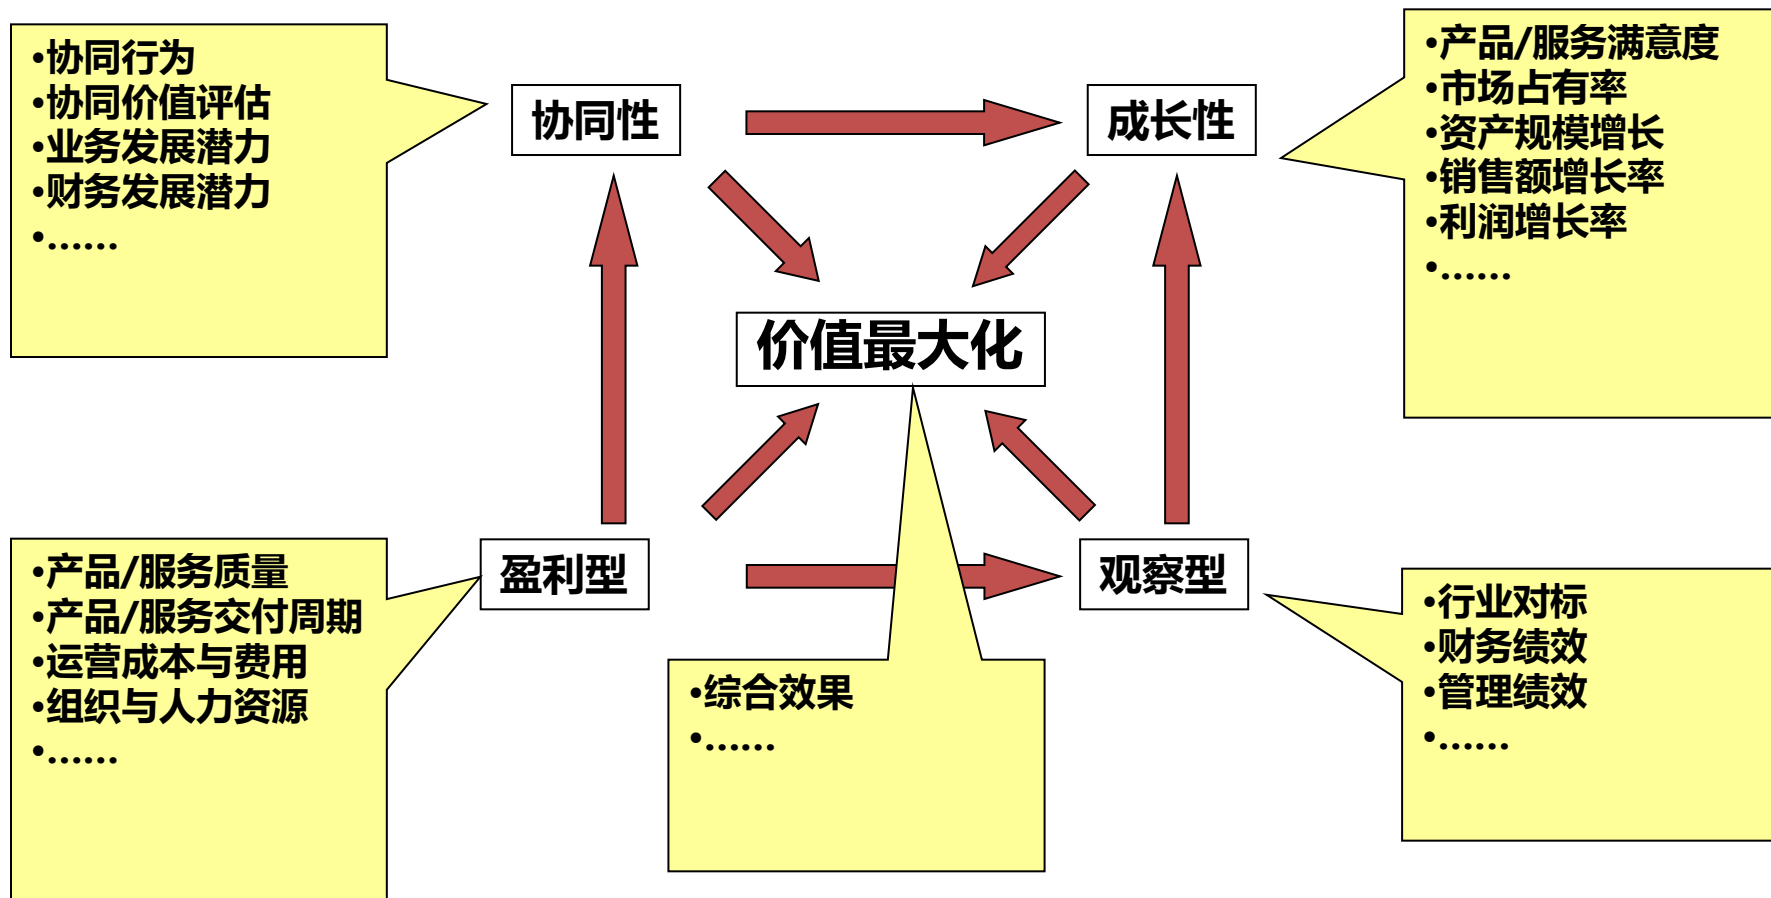 •协同行为
•协同价值评估
•业务发展潜力
•财务发展潜力
•……
协同性
成长性
•产品/服务满意度
•市场占有率
•资产规模增长
•销售额增长率
•利润增长率
•……
价值最大化
•产品/服务质量
•产品/服务交付周期
•运营成本与费用
•组织与人力资源
•……
盈利型
观察型
•综合效果
•……
•行业对标
•财务绩效
•管理绩效
•……